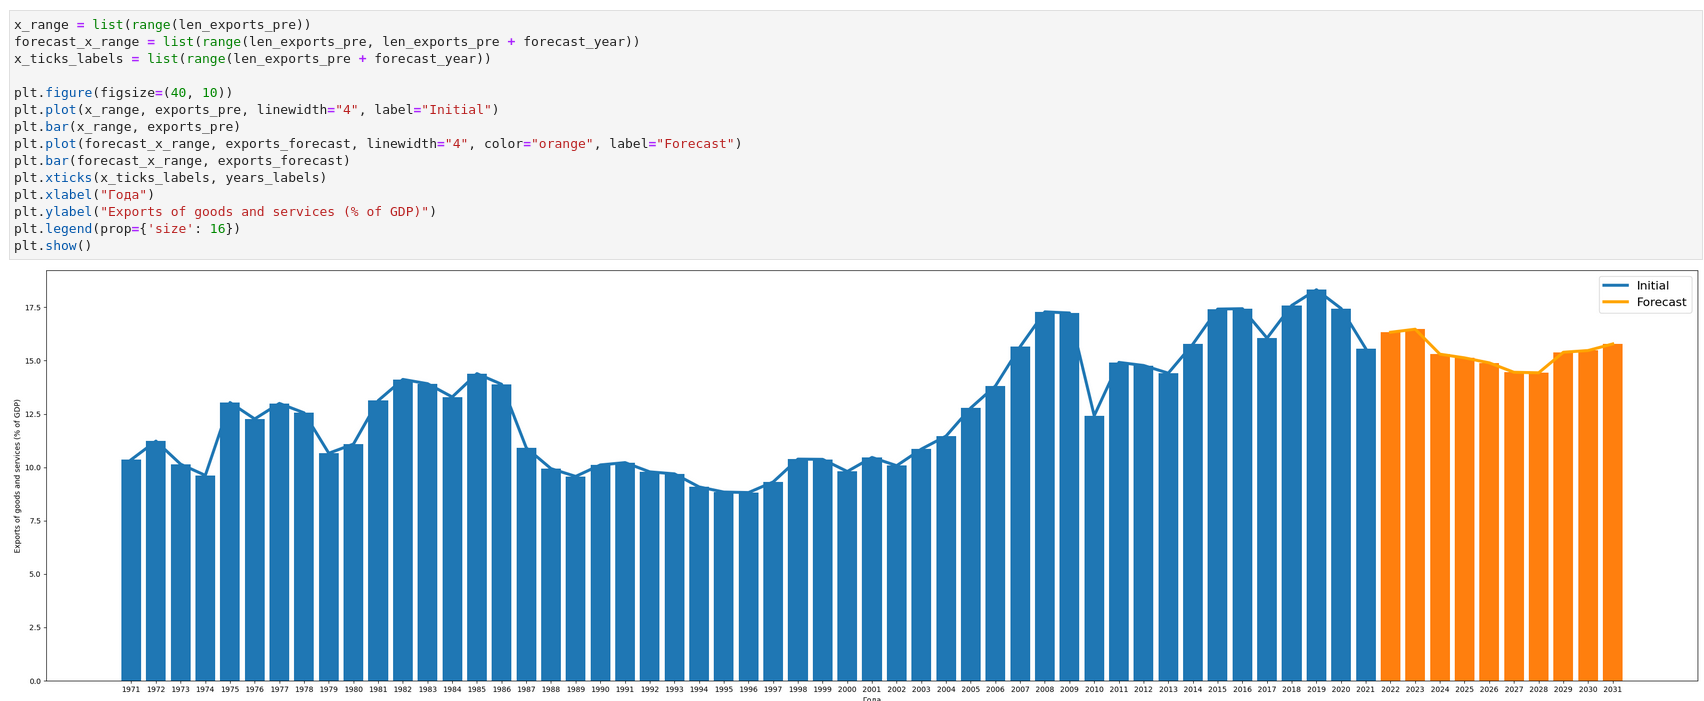 x_range = list(range(len_exports_pre))
forecast_x_range = list(range(len_exports_pre, len_exports_pre + forecast_year))
x_ticks_labels = list(range(len_exports_pre + forecast_year))
plt.figure(figsize=(40, 10))
plt.plot(x_range, exports_pre, linewidth="4", label="Initial")
plt.bar(x_range, exports_pre)
plt.plot(forecast_x_range, exports_forecast, linewidth="4", color="orange", label="Forecast")
plt.bar(forecast_x_range, exports_forecast)
plt.xticks(x_ticks_labels, years_labels)
plt.xlabel("Года")
plt.ylabel("Exports of goods and services (% of GDP)")
plt.legend(prop={'size': 16})
plt.show()
Initial
Forecast
17.5
15.0
12.5
10.0
7.5
5.0
2.5
0.0
Exports of goods and services (% of GDP)
1971 1972 1973 1974 1975 1976 1977 1978 1979 1980 1981 1982 1983 1984 1985 1986 1987 1988 1989 1990 1991 1992 1993 1994 1995 1996 1997 1998 1999 2000 2001 2002 2003 2004 2005 2006 2007 2008 2009 2010 2011 2012 2013 2014 2015 2016 2017 2018 2019 2020 2021 2022 2023 2024 2025 2026 2027 2028 2029 2030 2031
Года